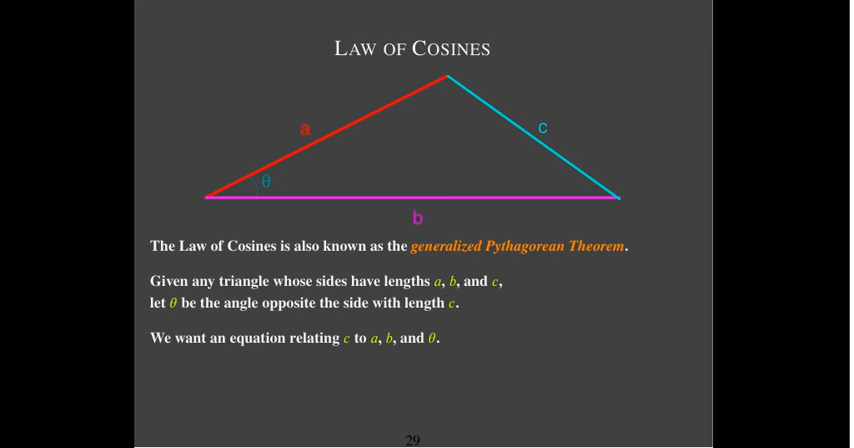 LAW OF COSINES
a
c
θ
b
The Law of Cosines is also known as the generalized Pythagorean Theorem.
Given any triangle whose sides have lengths a, b, and c,
let θ be the angle opposite the side with length c.
We want an equation relating c to a, b, and θ.
29